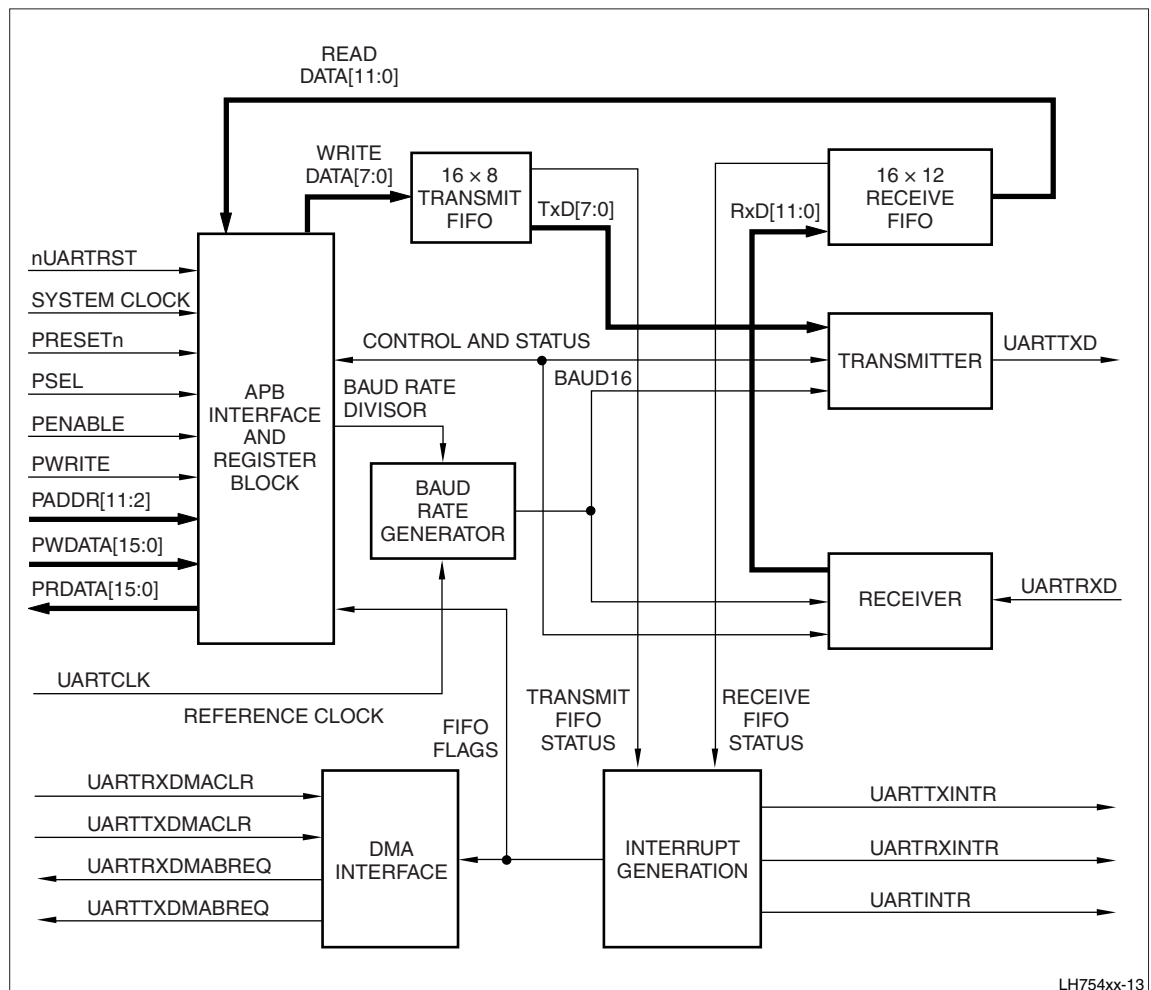 READ
DATA[11:0]
WRITE
DATA[7:0]
16 × 8
TRANSMIT
FIFO
TxD[7:0]
RxD[11:0]
16 × 12
RECEIVE
FIFO
nUARTRST
SYSTEM CLOCK
PRESETn
PSEL
PENABLE
PWRITE
PADDR[11:2]
PWDATA[15:0]
PRDATA[15:0]
APB
INTERFACE
AND
REGISTER
BLOCK
CONTROL AND STATUS
BAUD16
TRANSMITTER
UARTTXD
BAUD RATE
DIVISOR
BAUD
RATE
GENERATOR
RECEIVER
UARTRXD
UARTCLK
REFERENCE CLOCK
FIFO
FLAGS
TRANSMIT
FIFO
STATUS
RECEIVE
FIFO
STATUS
UARTRXDMACLR
UARTTXDMACLR
UARTRXDMABREQ
UARTTXDMABREQ
DMA
INTERFACE
INTERRUPT
GENERATION
UARTTXINTR
UARTRXINTR
UARTINTR
LH754xx-13